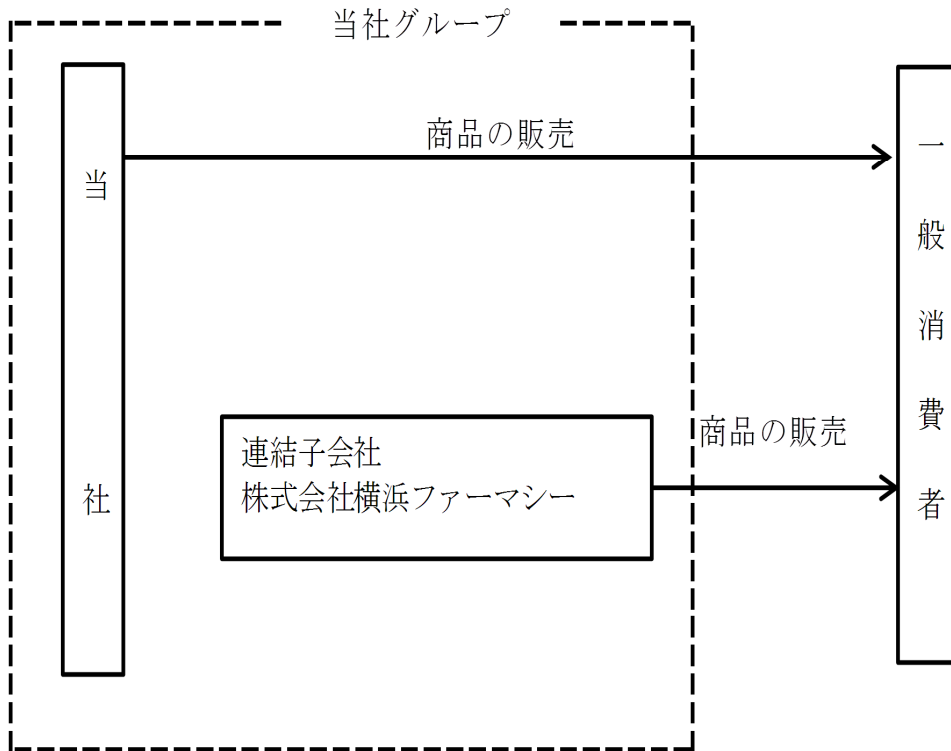 当社グループ
当社
商品の販売
連結子会社
株式会社横浜ファーマシー
商品の販売
一般消費者